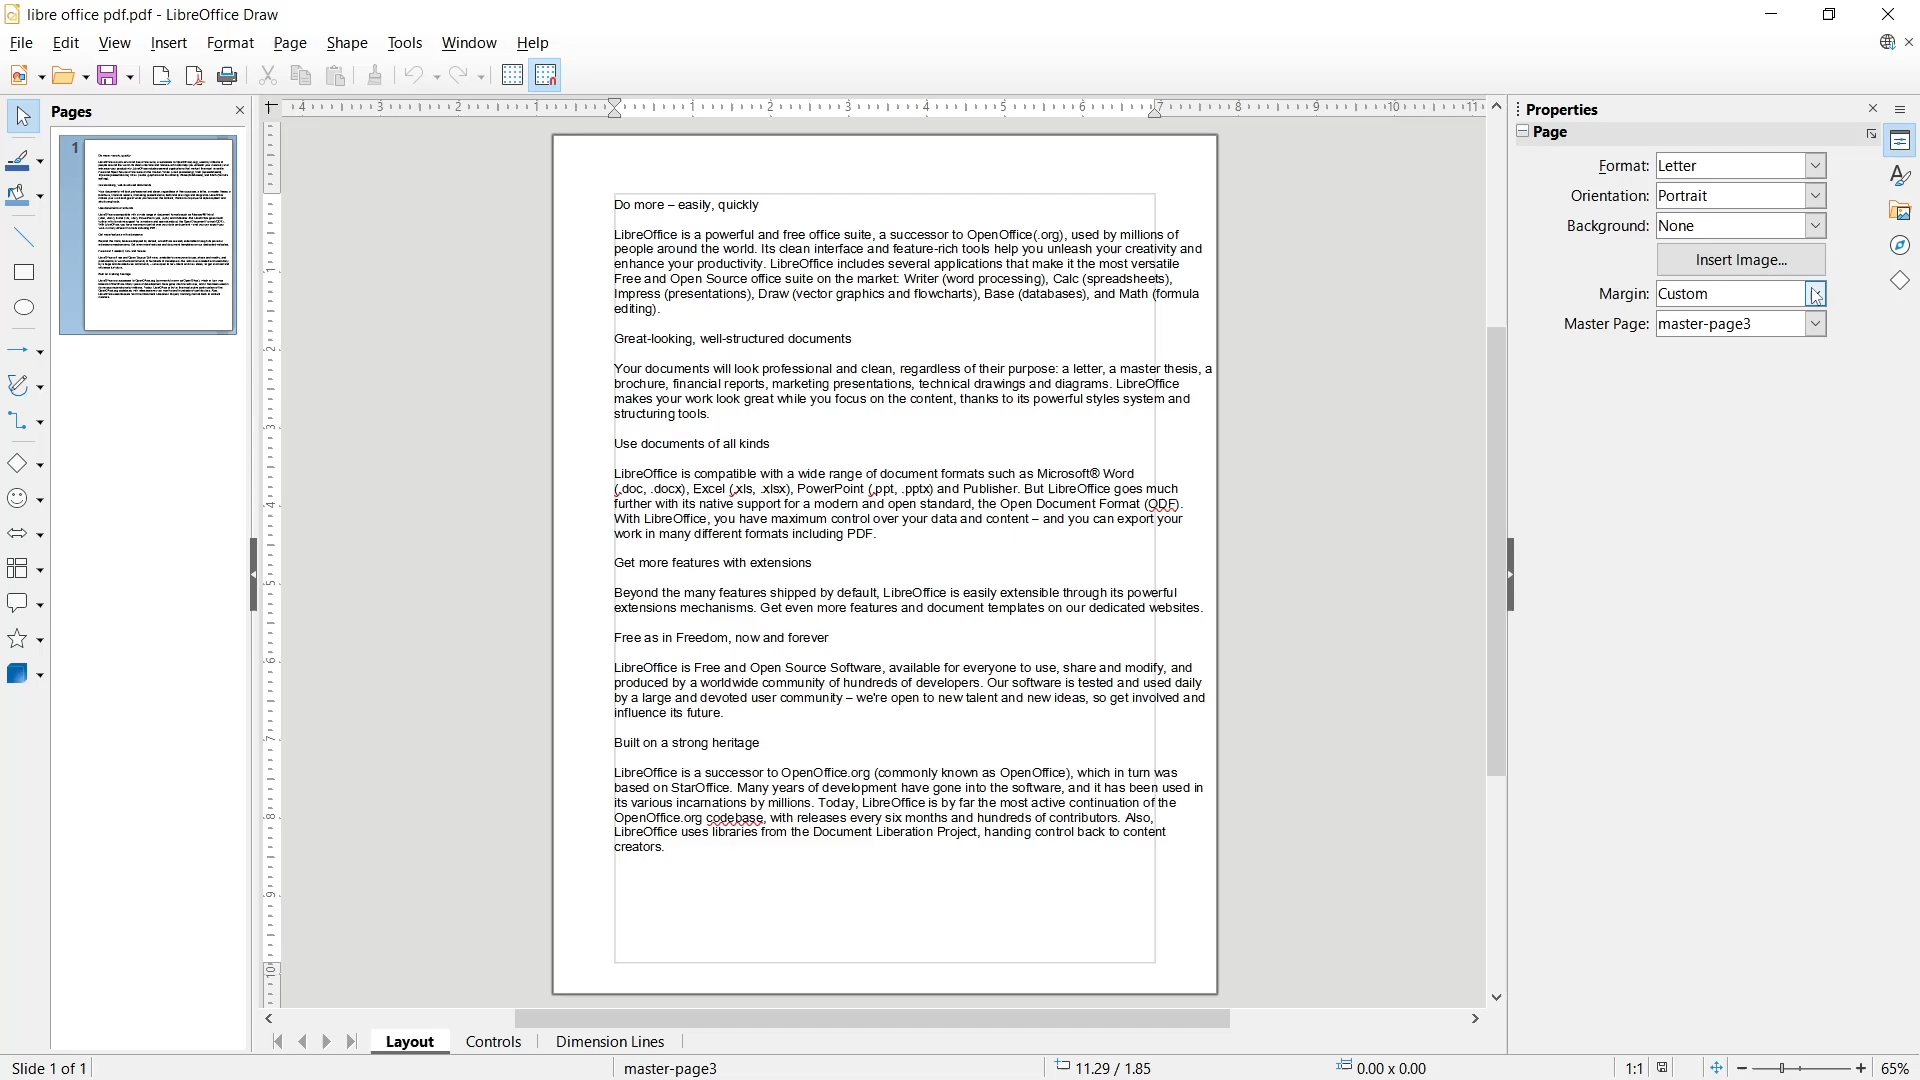 libre office pdf.pdf - LibreOffice Draw
File Edit View Insert Format Page Shape Tools Window Help
Pages
1
Do more – easily, quickly
LibreOffice is a powerful and free office suite, a successor to OpenOffice(.org), used by millions of
people around the world. Its clean interface and feature-rich tools help you unleash your creativity and
enhance your productivity. LibreOffice includes several applications that make it the most versatile
Free and Open Source office suite on the market: Writer (word processing), Calc (spreadsheets),
Impress (presentations), Draw (vector graphics and flowcharts), Base (databases), and Math (formula
editing).
Great-looking, well-structured documents
Your documents will look professional and clean, regardless of their purpose: a letter, a master thesis, a
brochure, financial reports, marketing presentations, technical drawings and diagrams. LibreOffice
makes your work look great while you focus on the content, thanks to its powerful styles system and
structuring tools.
Use documents of all kinds
LibreOffice is compatible with a wide range of document formats such as Microsoft® Word
(.doc, .docx), Excel (.xls, .xlsx), PowerPoint (.ppt, .pptx) and Publisher. But LibreOffice goes much
further with its native support for a modern and open standard, the Open Document Format (ODF).
With LibreOffice, you have maximum control over your data and content – and you can export your
work in many different formats including PDF.
Get more features with extensions
Beyond the many features shipped by default, LibreOffice is easily extensible through its powerful
extensions mechanisms. Get even more features and document templates on our dedicated websites.
Free as in Freedom, now and forever
LibreOffice is Free and Open Source Software, available for everyone to use, share and modify, and
produced by a worldwide community of hundreds of developers. Our software is tested and used daily
by a large and devoted user community – we're open to new talent and new ideas, so get involved and
influence its future.
Built on a strong heritage
LibreOffice is a successor to OpenOffice.org (commonly known as OpenOffice), which in turn was
based on StarOffice. Many years of development have gone into the software, and it has been used in
its various incarnations by millions. Today, LibreOffice is by far the most active continuation of the
OpenOffice.org codebase, with releases every six months and hundreds of contributors. Also,
LibreOffice uses libraries from the Document Liberation Project, handing control back to content
creators.
Properties
Page
Format: Letter
Orientation: Portrait
Background: None
Insert Image...
Margin: Custom
Master Page: master-page3
Layout Controls Dimension Lines
Slide 1 of 1 master-page3 11.29 / 1.85 0.00 x 0.00 1:1 65%